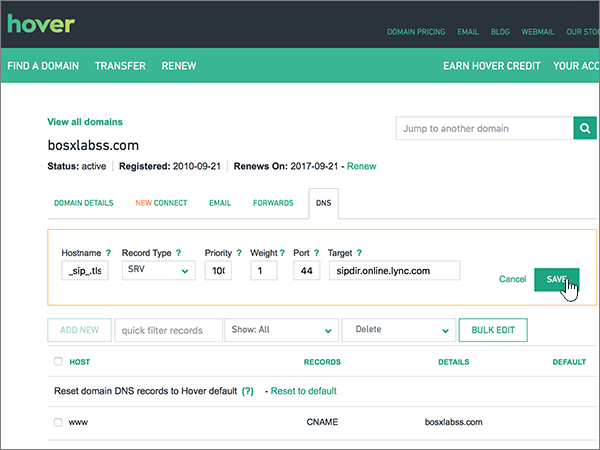 hover
DOMAIN PRICING EMAIL BLOG WEBMAIL OUR STO
FIND A DOMAIN TRANSFER RENEW EARN HOVER CREDIT YOUR ACC
View all domains
Jump to another domain
bosxlabss.com
Status: active Registered: 2010-09-21 Renews On: 2017-09-21 - Renew
DOMAIN DETAILS NEW CONNECT EMAIL FORWARDS DNS
Hostname ? Record Type ? Priority ? Weight ? Port ? Target ?
_sip_.tls SRV 10 1 44 sipdir.online.lync.com
Cancel SAVE
ADD NEW quick filter records Show: All Delete BULK EDIT
HOST RECORDS DETAILS DEFAULT
Reset domain DNS records to Hover default (?) - Reset to default
www CNAME bosxlabss.com